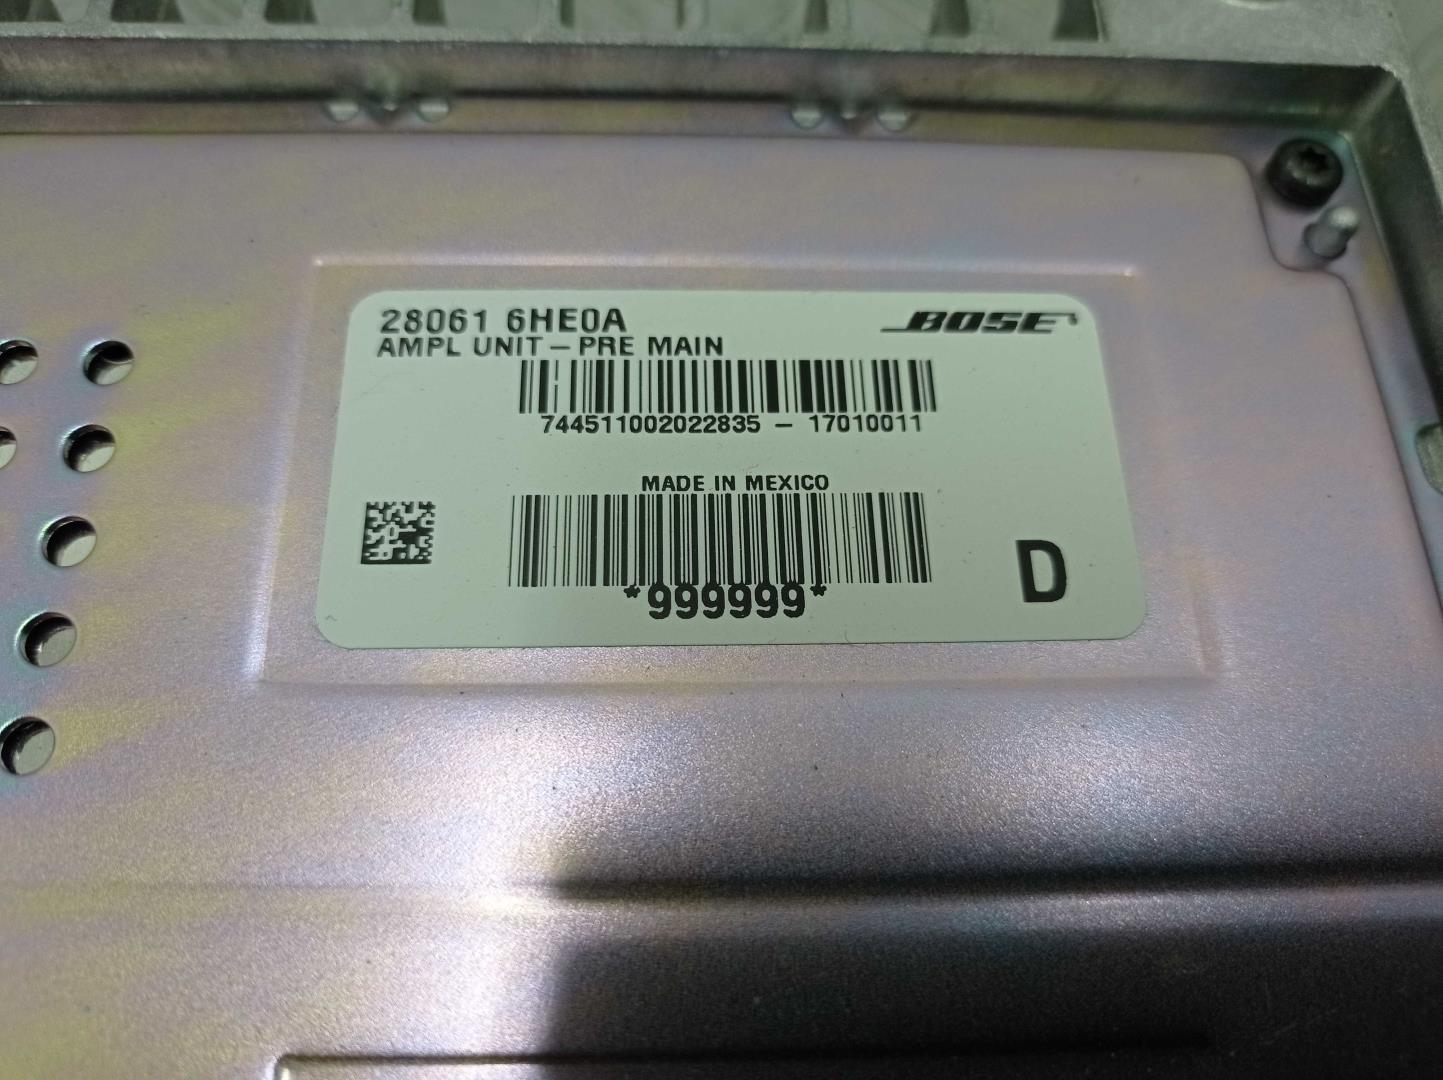 28061 6HE0A
BOSE
AMPL UNIT – PRE MAIN
744511002022835 – 17010011
MADE IN MEXICO
*999999*
D